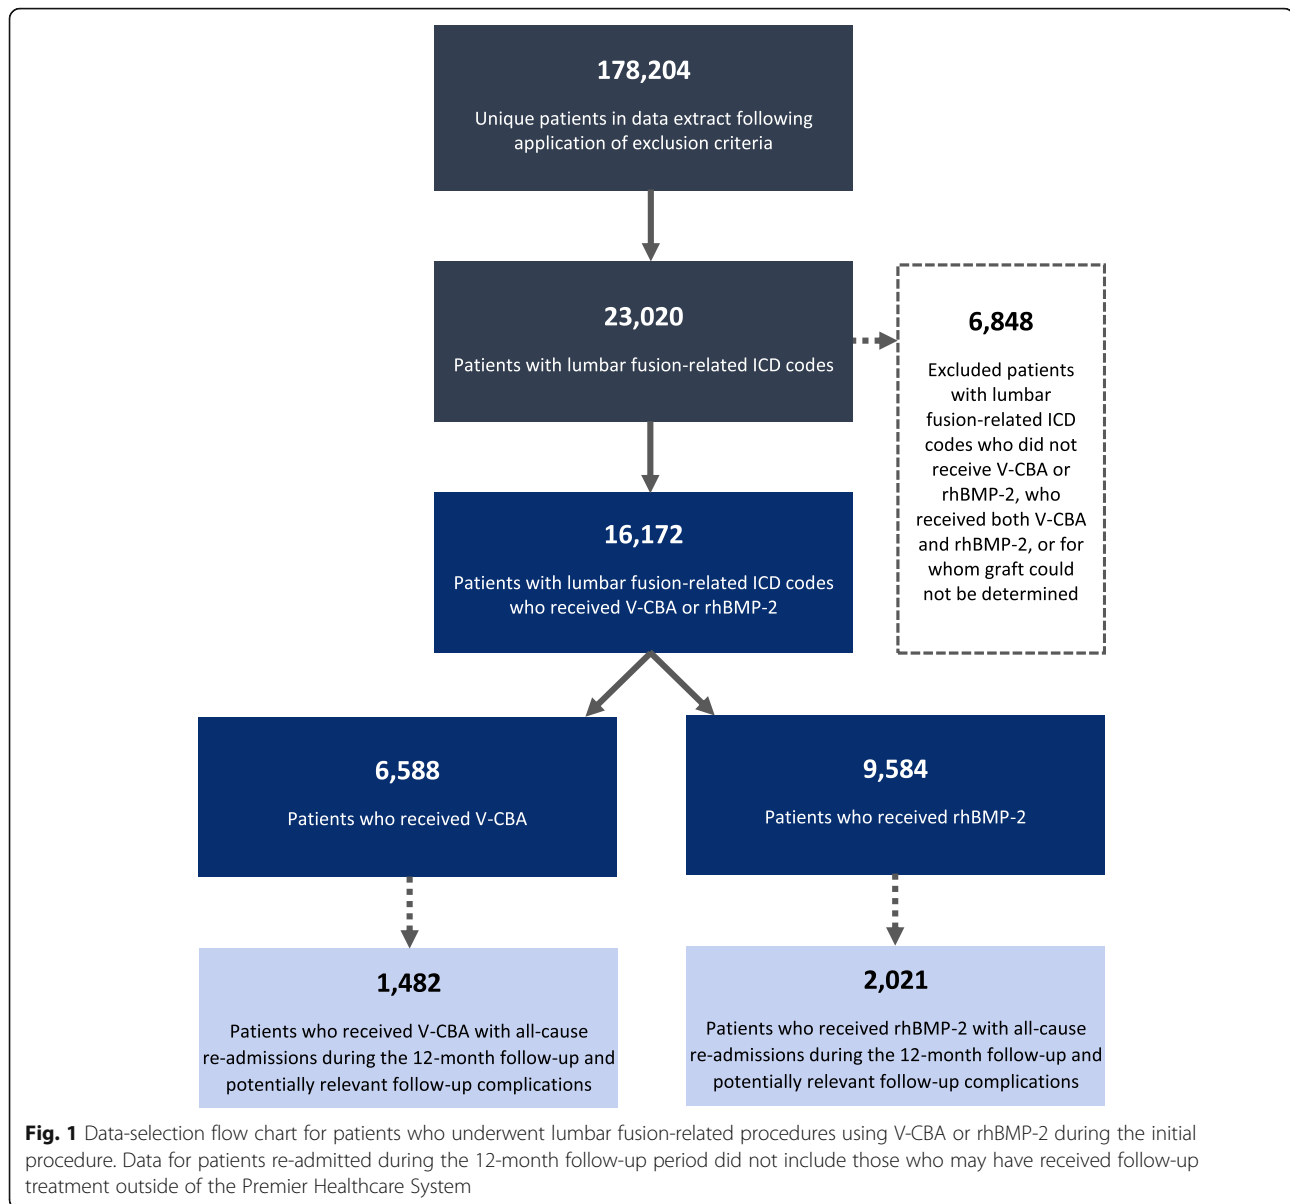 178,204
Unique patients in data extract following
application of exclusion criteria
23,020
Patients with lumbar fusion-related ICD codes
6,848
Excluded patients
with lumbar
fusion-related ICD
codes who did not
receive V-CBA or
rhBMP-2, who
received both V-CBA
and rhBMP-2, or for
whom graft could
not be determined
16,172
Patients with lumbar fusion-related ICD codes
who received V-CBA or rhBMP-2
6,588
Patients who received V-CBA
9,584
Patients who received rhBMP-2
1,482
Patients who received V-CBA with all-cause
re-admissions during the 12-month follow-up and
potentially relevant follow-up complications
2,021
Patients who received rhBMP-2 with all-cause
re-admissions during the 12-month follow-up and
potentially relevant follow-up complications
Fig. 1 Data-selection flow chart for patients who underwent lumbar fusion-related procedures using V-CBA or rhBMP-2 during the initial
procedure. Data for patients re-admitted during the 12-month follow-up period did not include those who may have received follow-up
treatment outside of the Premier Healthcare System